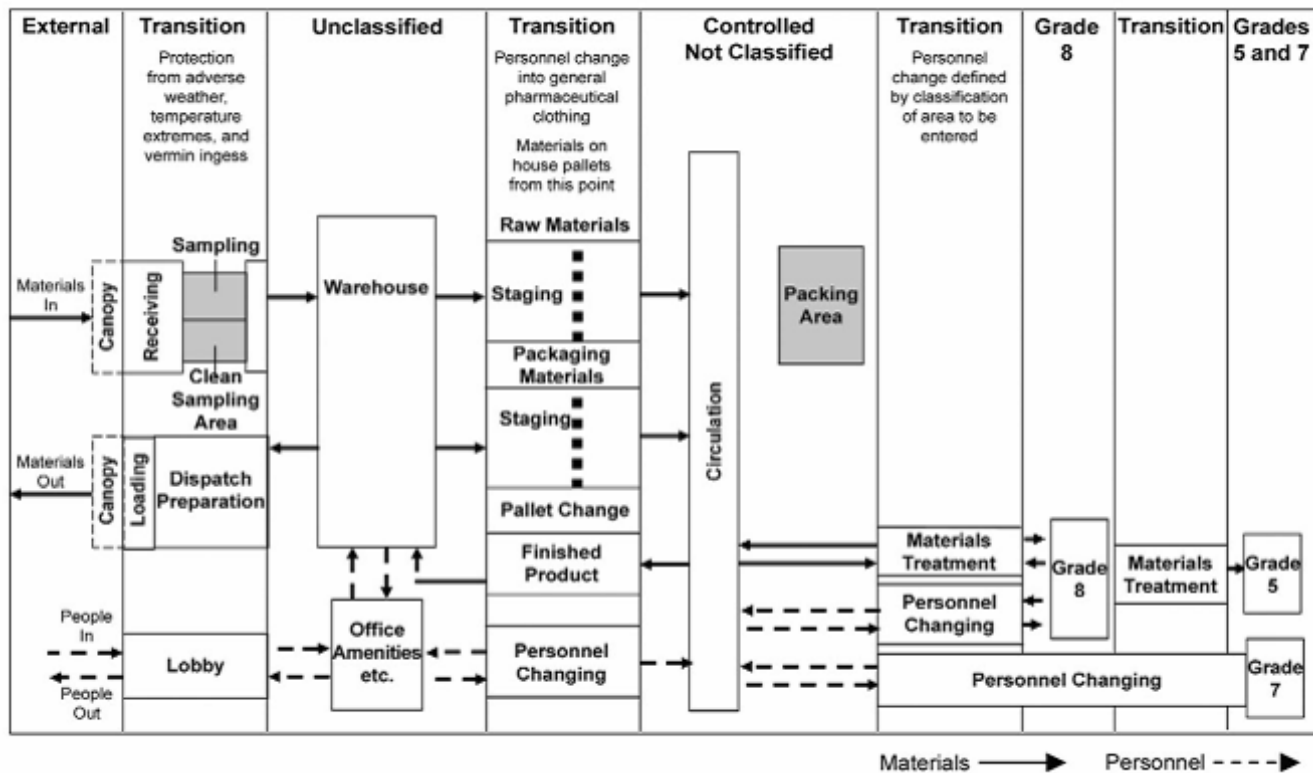 External
Transition
Unclassified
Transition
Controlled
Not Classified
Transition
Grade
8
Transition
Grades
5 and 7
Protection
from adverse
weather,
temperature
extremes, and
vermin ingess
Personnel change
into general
pharmaceutical
clothing
Materials on
house pallets
from this point
Personnel
change defined
by classification
of area to be
entered
Materials
In
Canopy
Receiving
Sampling
Clean
Sampling
Area
Warehouse
Raw Materials
Staging
Packaging
Materials
Staging
Pallet Change
Finished
Product
Circulation
Packing
Area
Materials
Out
Canopy
Loading
Dispatch
Preparation
Materials
Treatment
Grade
8
Materials
Treatment
Grade
5
Personnel
Changing
People
In
People
Out
Lobby
Office
Amenities
etc.
Personnel
Changing
Personnel Changing
Grade
7
Materials
Personnel